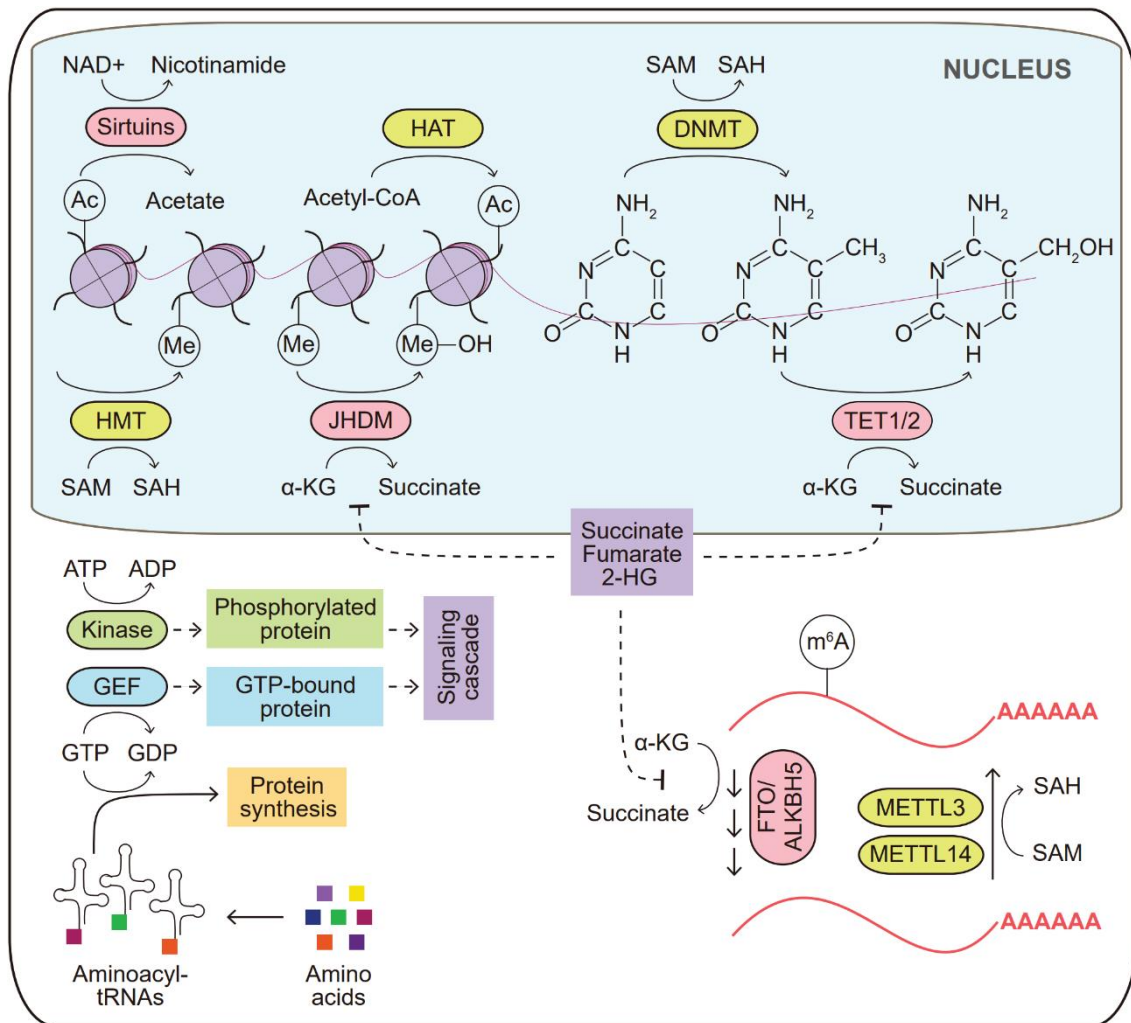 NUCLEUS
NAD+ Nicotinamide
Sirtuins
Ac
Acetate
HAT
Acetyl-CoA
Ac
SAM SAH
DNMT
NH₂
N
O
N
H
NH₂
CH₃
N
O
N
H
NH₂
CH₂OH
N
O
N
H
Me
Me
Me OH
HMT
SAM SAH
JHDM
α-KG Succinate
TET1/2
α-KG Succinate
Succinate
Fumarate
2-HG
ATP ADP
Kinase
Phosphorylated
protein
Signaling
cascade
GEF
GTP-bound
protein
GTP GDP
Protein
synthesis
Aminoacyl-
tRNAs
Amino
acids
m⁶A
AAAAAA
α-KG
Succinate
FTO/
ALKBH5
METTL3
METTL14
SAH
SAM
AAAAAA